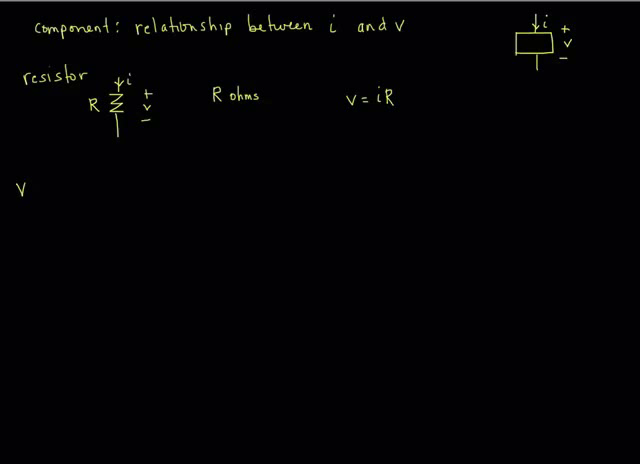 component: relationship between i and v
i
+
v
-
resistor
i
R
+
v
-
R ohms
v = iR
V